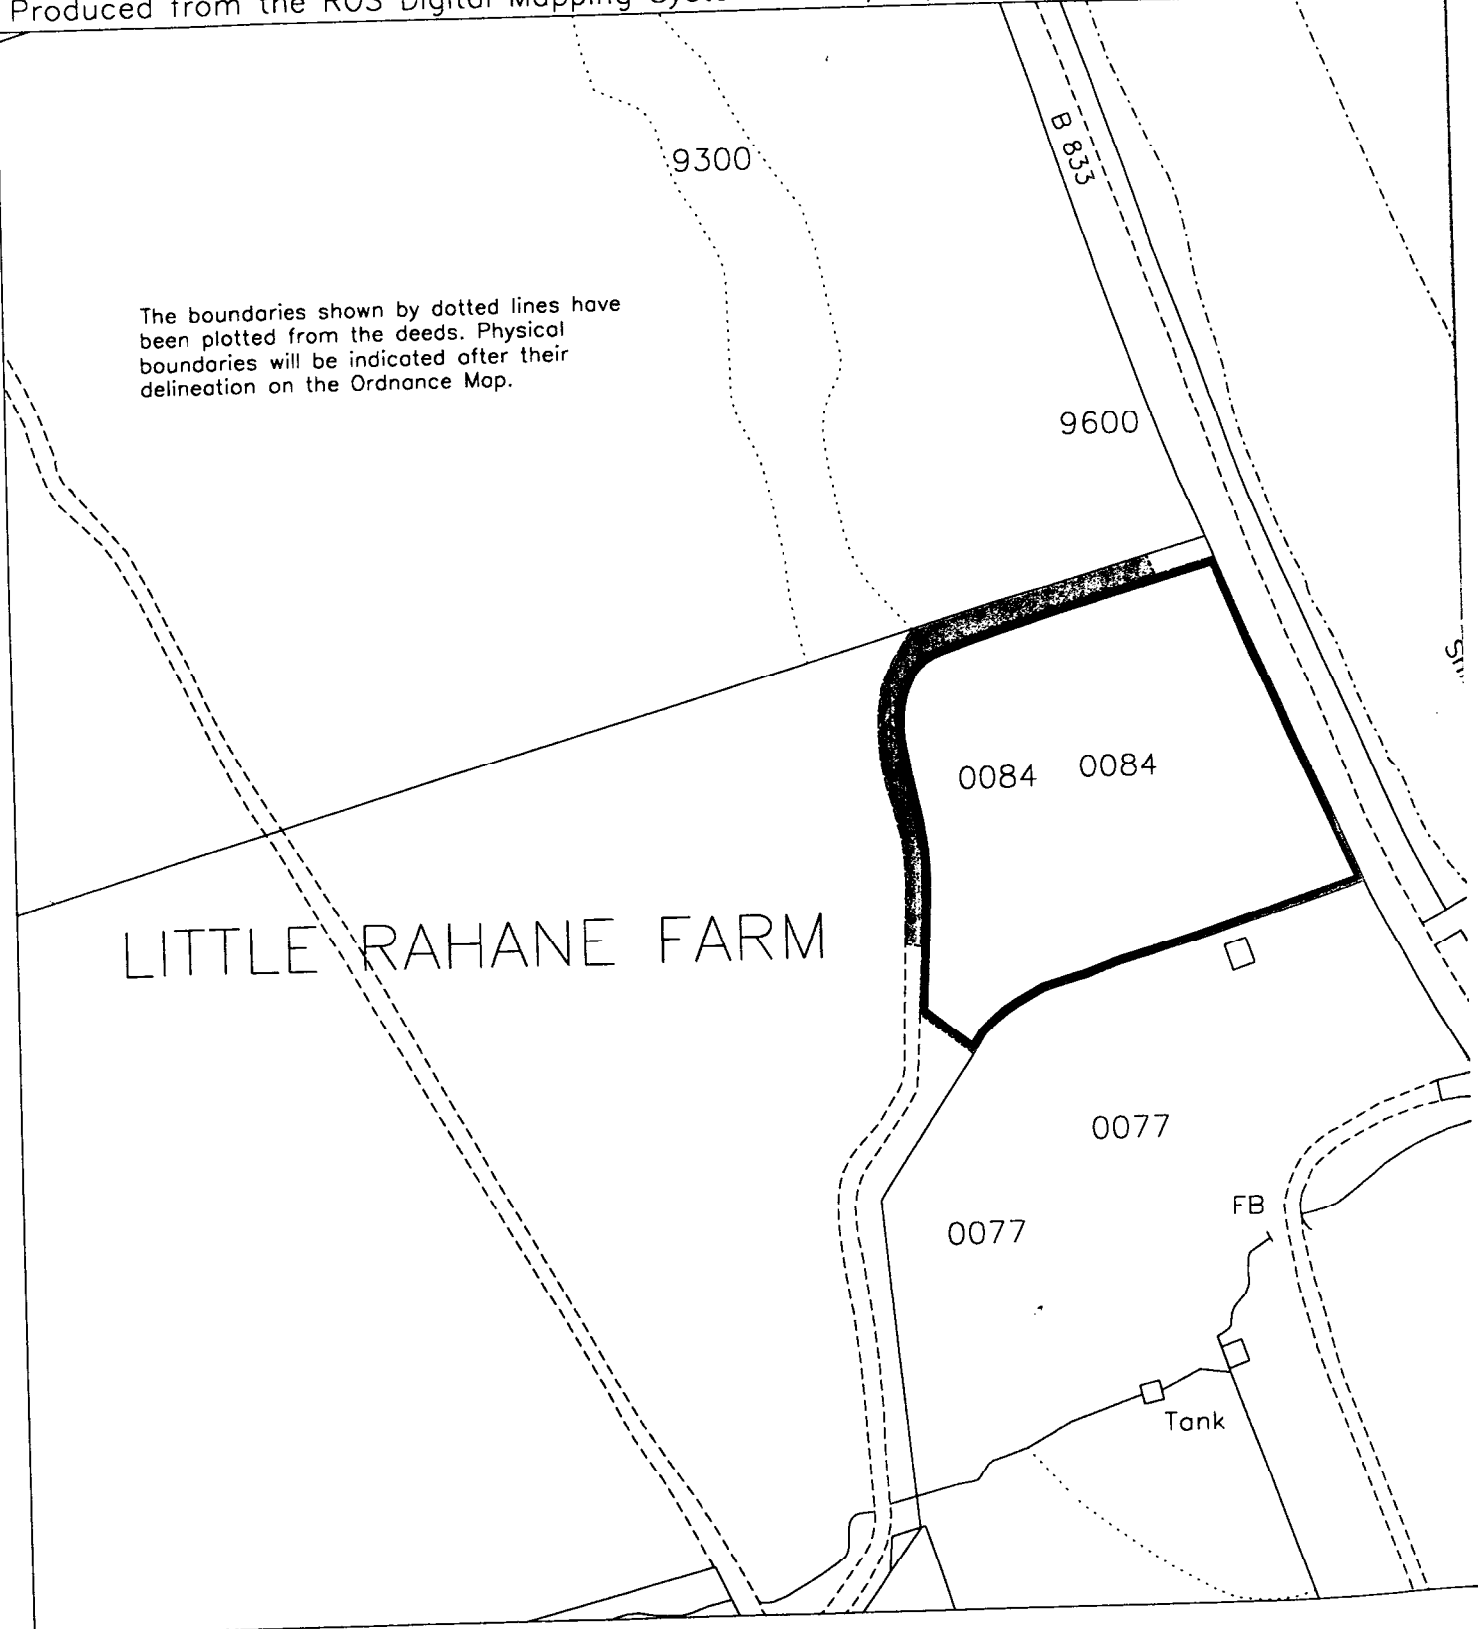 Produced from the ROS Digital Mapping
B 833
9300
The boundaries shown by dotted lines have
been plotted from the deeds. Physical
boundaries will be indicated after their
delineation on the Ordnance Map.
9600
0084 0084
LITTLE RAHANE FARM
0077
FB
0077
Tank